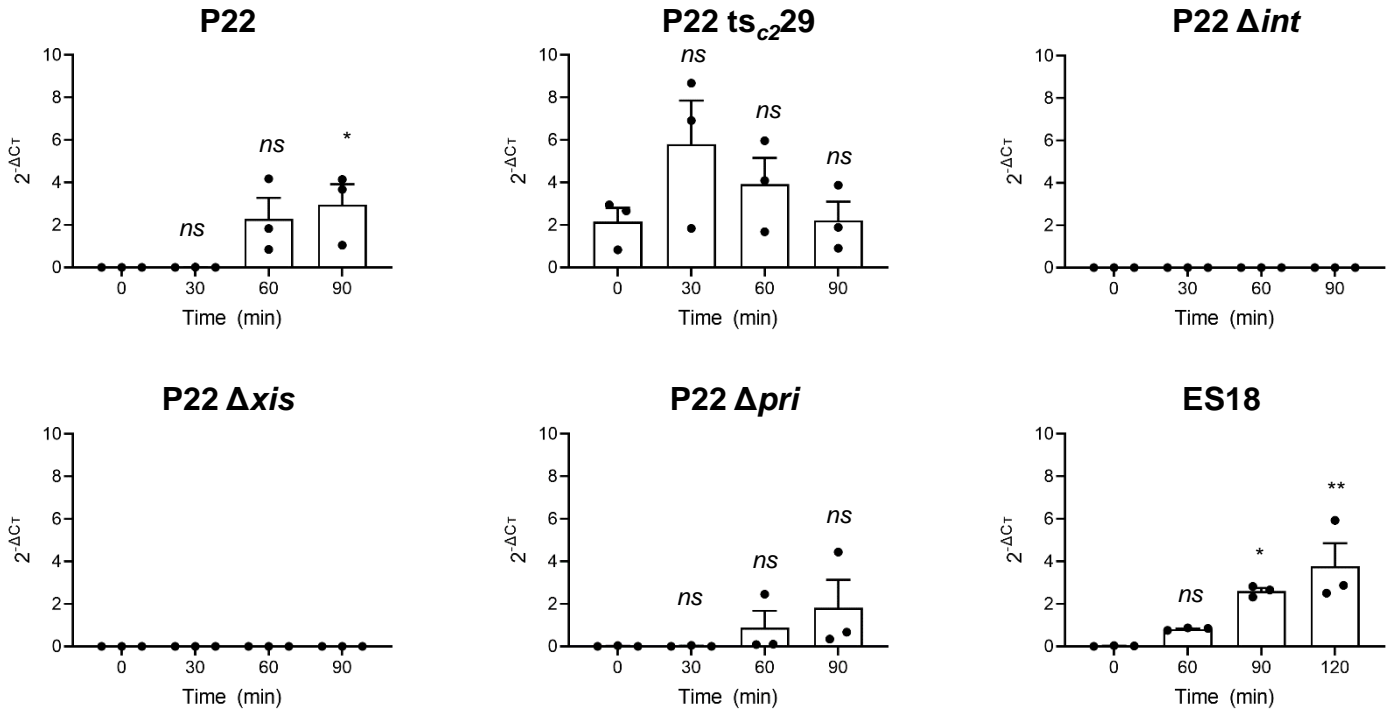 P22
10
8
6
4
2
0
2-ΔCT
ns
ns
*
0 30 60 90
Time (min)
P22 tsc229
10
8
6
4
2
0
2-ΔCT
ns
ns
ns
0 30 60 90
Time (min)
P22 Δint
10
8
6
4
2
0
2-ΔCT
0 30 60 90
Time (min)
P22 Δxis
10
8
6
4
2
0
2-ΔCT
0 30 60 90
Time (min)
P22 Δpri
10
8
6
4
2
0
2-ΔCT
ns
ns
ns
0 30 60 90
Time (min)
ES18
10
8
6
4
2
0
2-ΔCT
ns
*
**
0 60 90 120
Time (min)